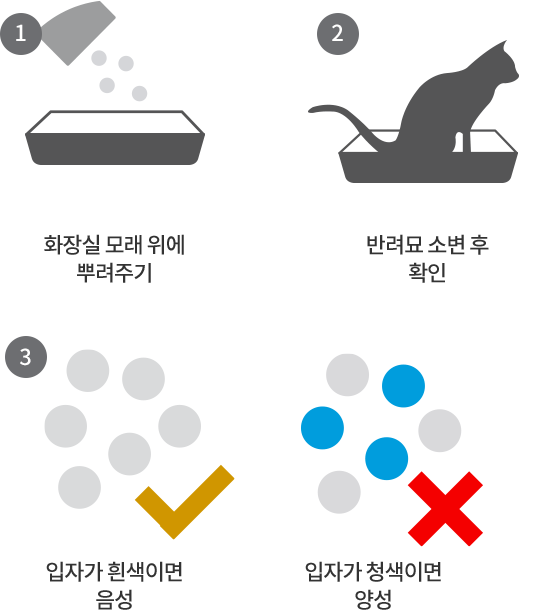 1
화장실 모래 위에
뿌려주기
2
반려묘 소변 후
확인
3
입자가 흰색이면
음성
입자가 청색이면
양성